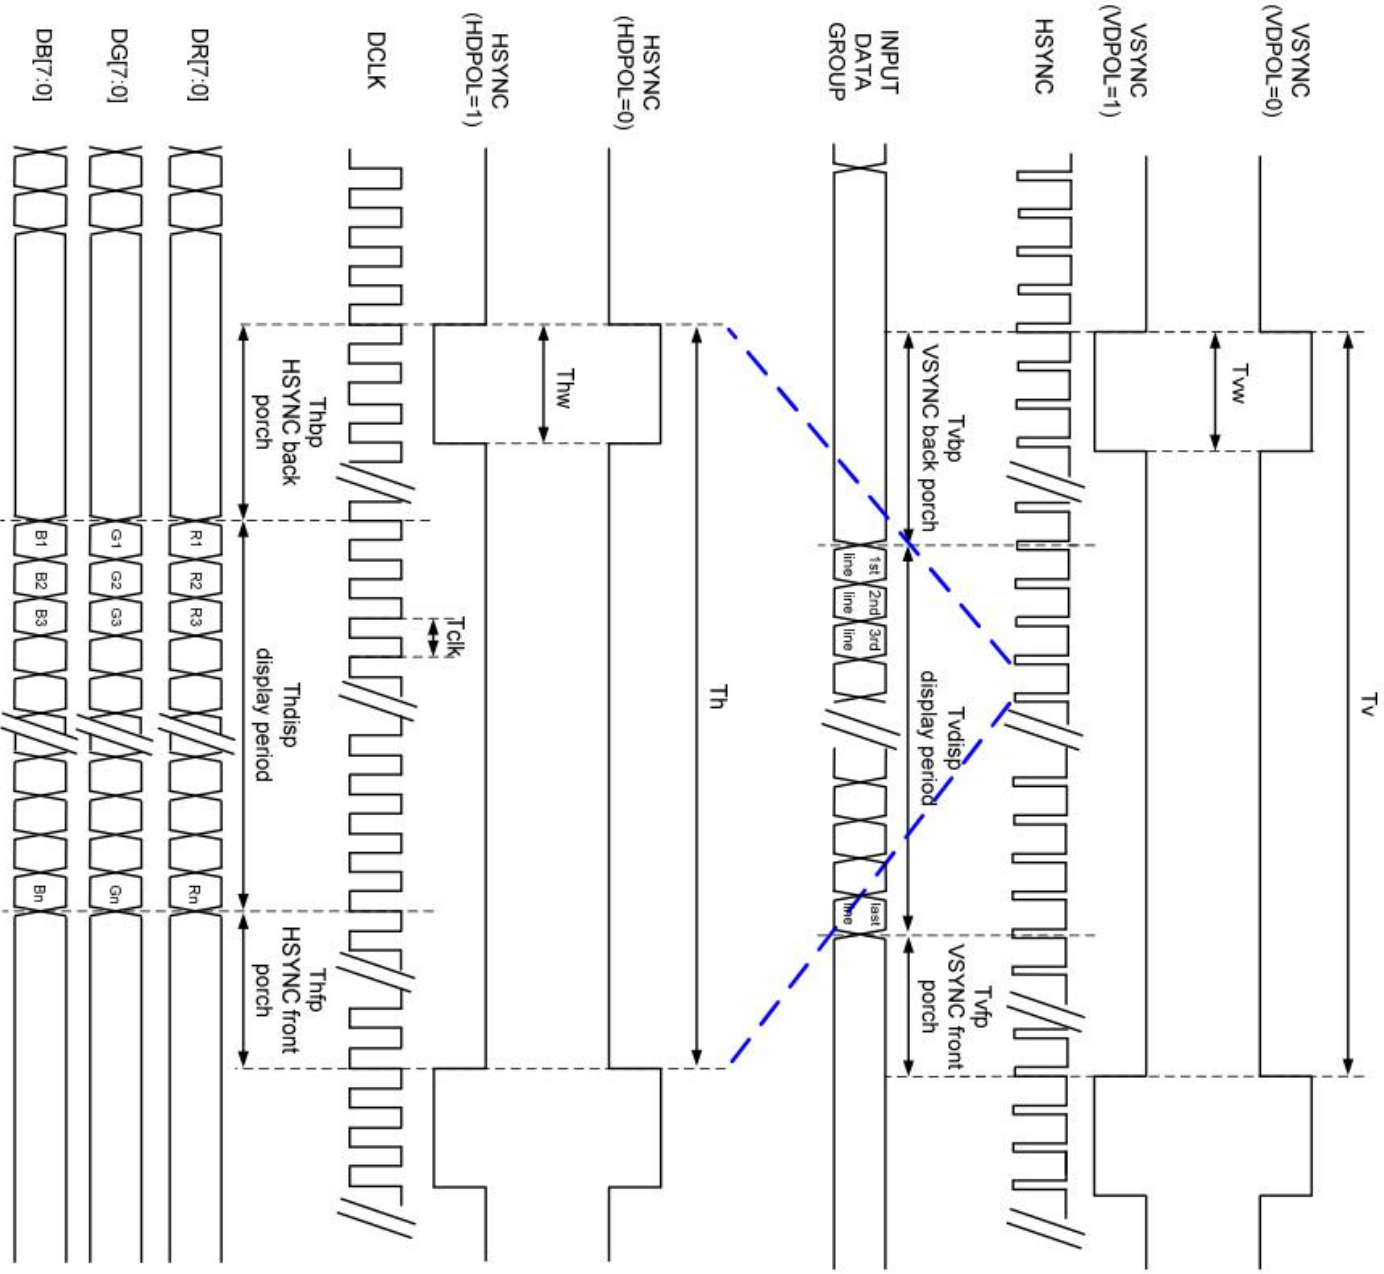 VSYNC
(VDPOL=0)
VSYNC
(VDPOL=1)
HSYNC
INPUT
DATA
GROUP
Tv
Tvw
Tvbp
VSYNC back porch
Tvdisp
display period
Tvfp
VSYNC front
porch
1st
line
2nd
line
3rd
line
last
line
HSYNC
(HDPOL=0)
HSYNC
(HDPOL=1)
DCLK
DR[7:0]
DG[7:0]
DB[7:0]
Th
Thw
Tclk
Thbp
HSYNC back
porch
Thdisp
display period
Thfp
HSYNC front
porch
R1
R2
R3
Rn
G1
G2
G3
Gn
B1
B2
B3
Bn